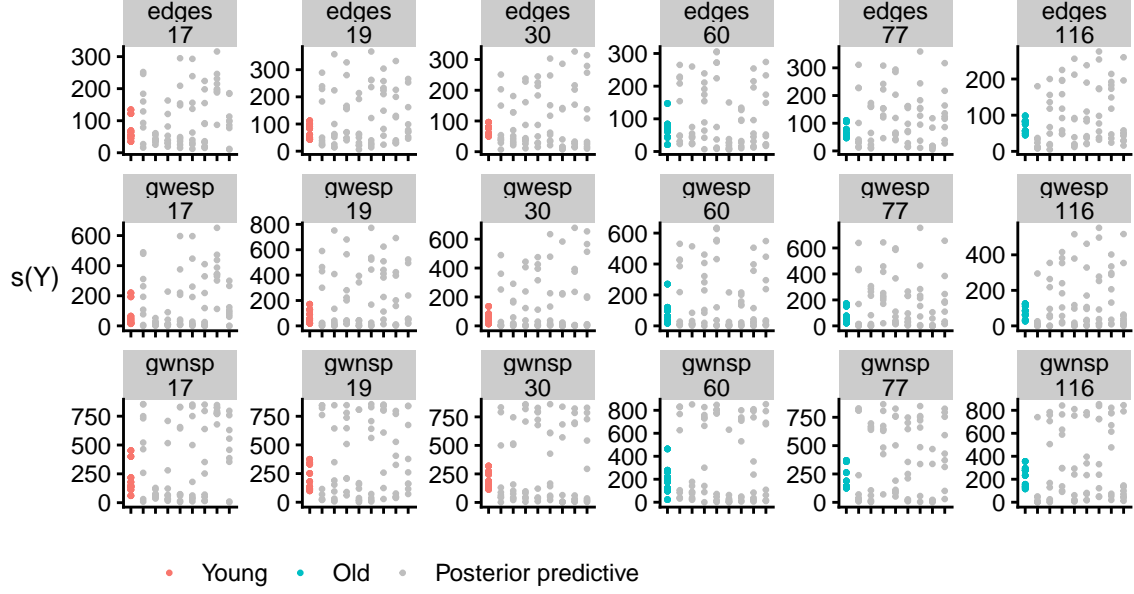 edges edges edges edges edges edges
17 19 30 60 77 116
300 300 300 300 300 200
200 200 200 200 200 100
100 100 100 100 100 0
0 0 0 0 0
gwesp gwesp gwesp gwesp gwesp gwesp
17 19 30 60 77 116
600 800 600 600 600 400
400 600 400 400 400 200
200 400 200 200 200 0
0 200 0 0 0
0
s(Y)
gwnsp gwnsp gwnsp gwnsp gwnsp gwnsp
17 19 30 60 77 116
750 750 750 800 750 800
500 500 500 600 500 600
250 250 250 400 250 400
0 0 0 200 0 200
0 0
Young Old Posterior predictive